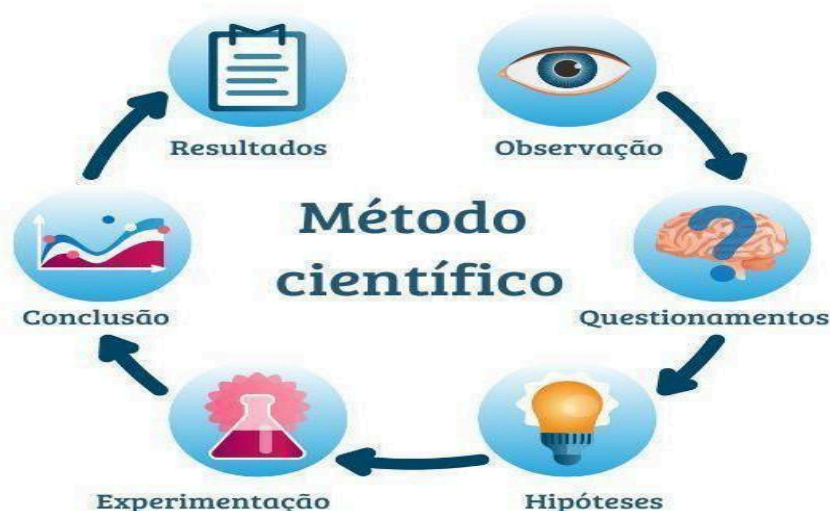 Resultados
Observação
Método
científico
Conclusão
Questionamentos
Experimentação
Hipóteses